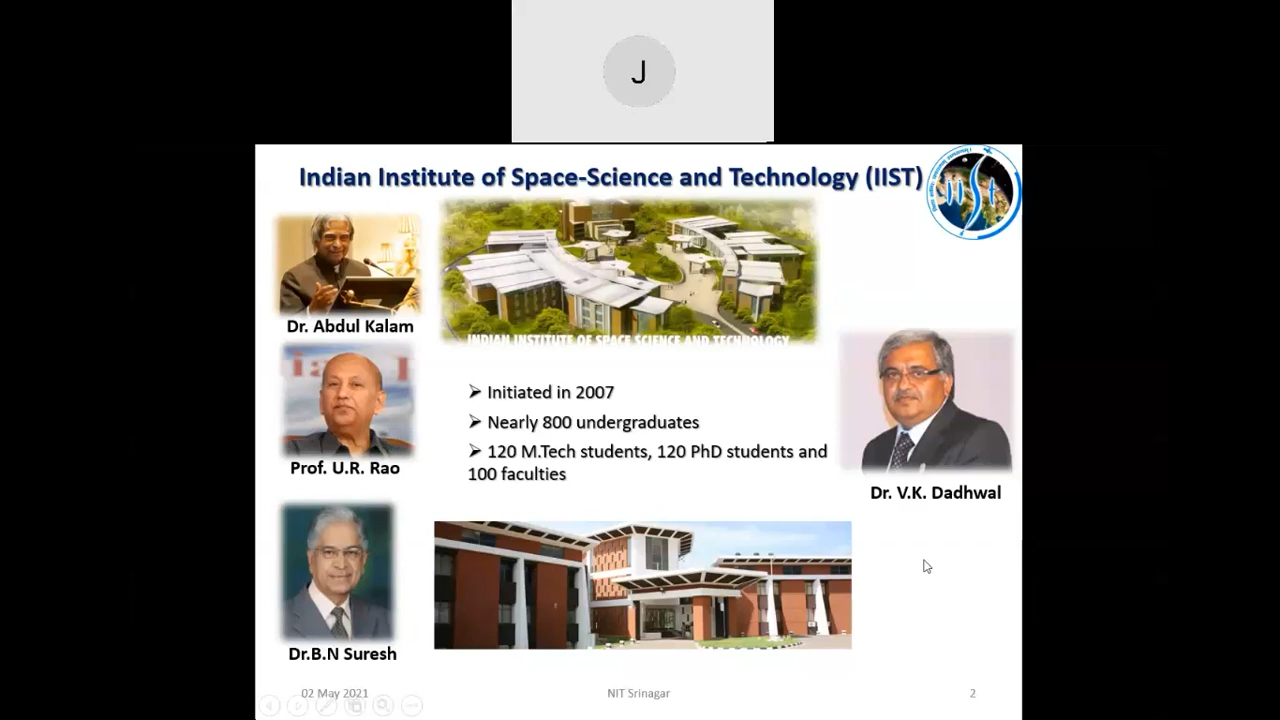 J
Indian Institute of Space-Science and Technology (IIST)
iist
Dr. Abdul Kalam
INDIAN INSTITUTE OF SPACE SCIENCE AND TECHNOLOGY
Prof. U.R. Rao
➢ Initiated in 2007
➢ Nearly 800 undergraduates
➢ 120 M.Tech students, 120 PhD students and
100 faculties
Dr. V.K. Dadhwal
Dr.B.N Suresh
02 May 2021
NIT Srinagar
2